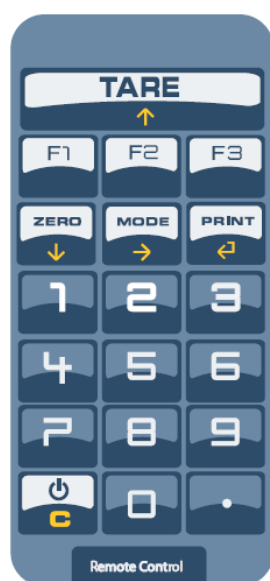 TARE
F1 F2 F3
ZERO MODE PRINT
1 2 3
4 5 6
7 8 9
C 0 .
Remote Control